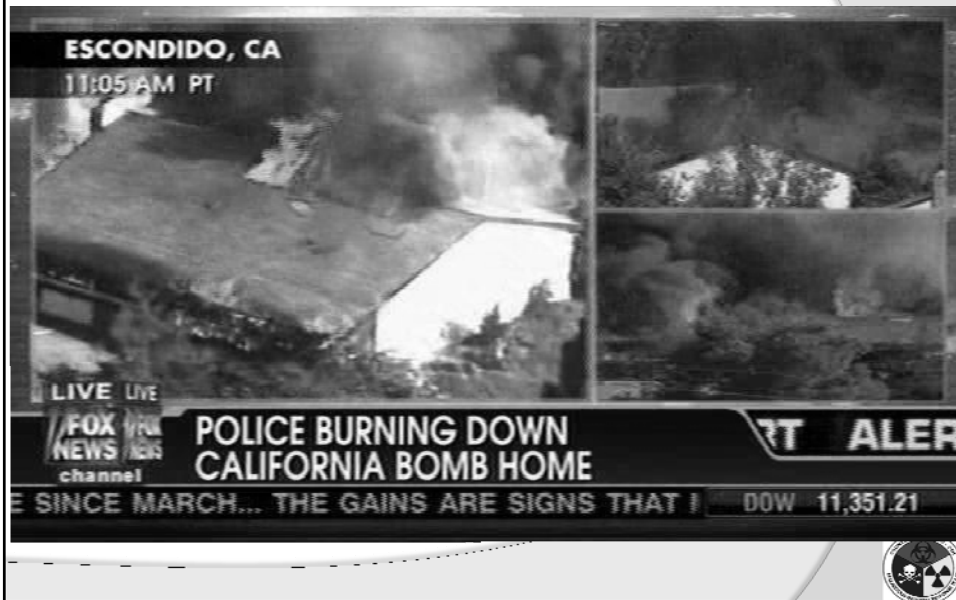 ESCONDIDO, CA
11:05 AM PT
LIVE LIVE
FOX
NEWS
channel
POLICE BURNING DOWN
CALIFORNIA BOMB HOME
RT ALER
E SINCE MARCH... THE GAINS ARE SIGNS THAT
DOW 11,351.21